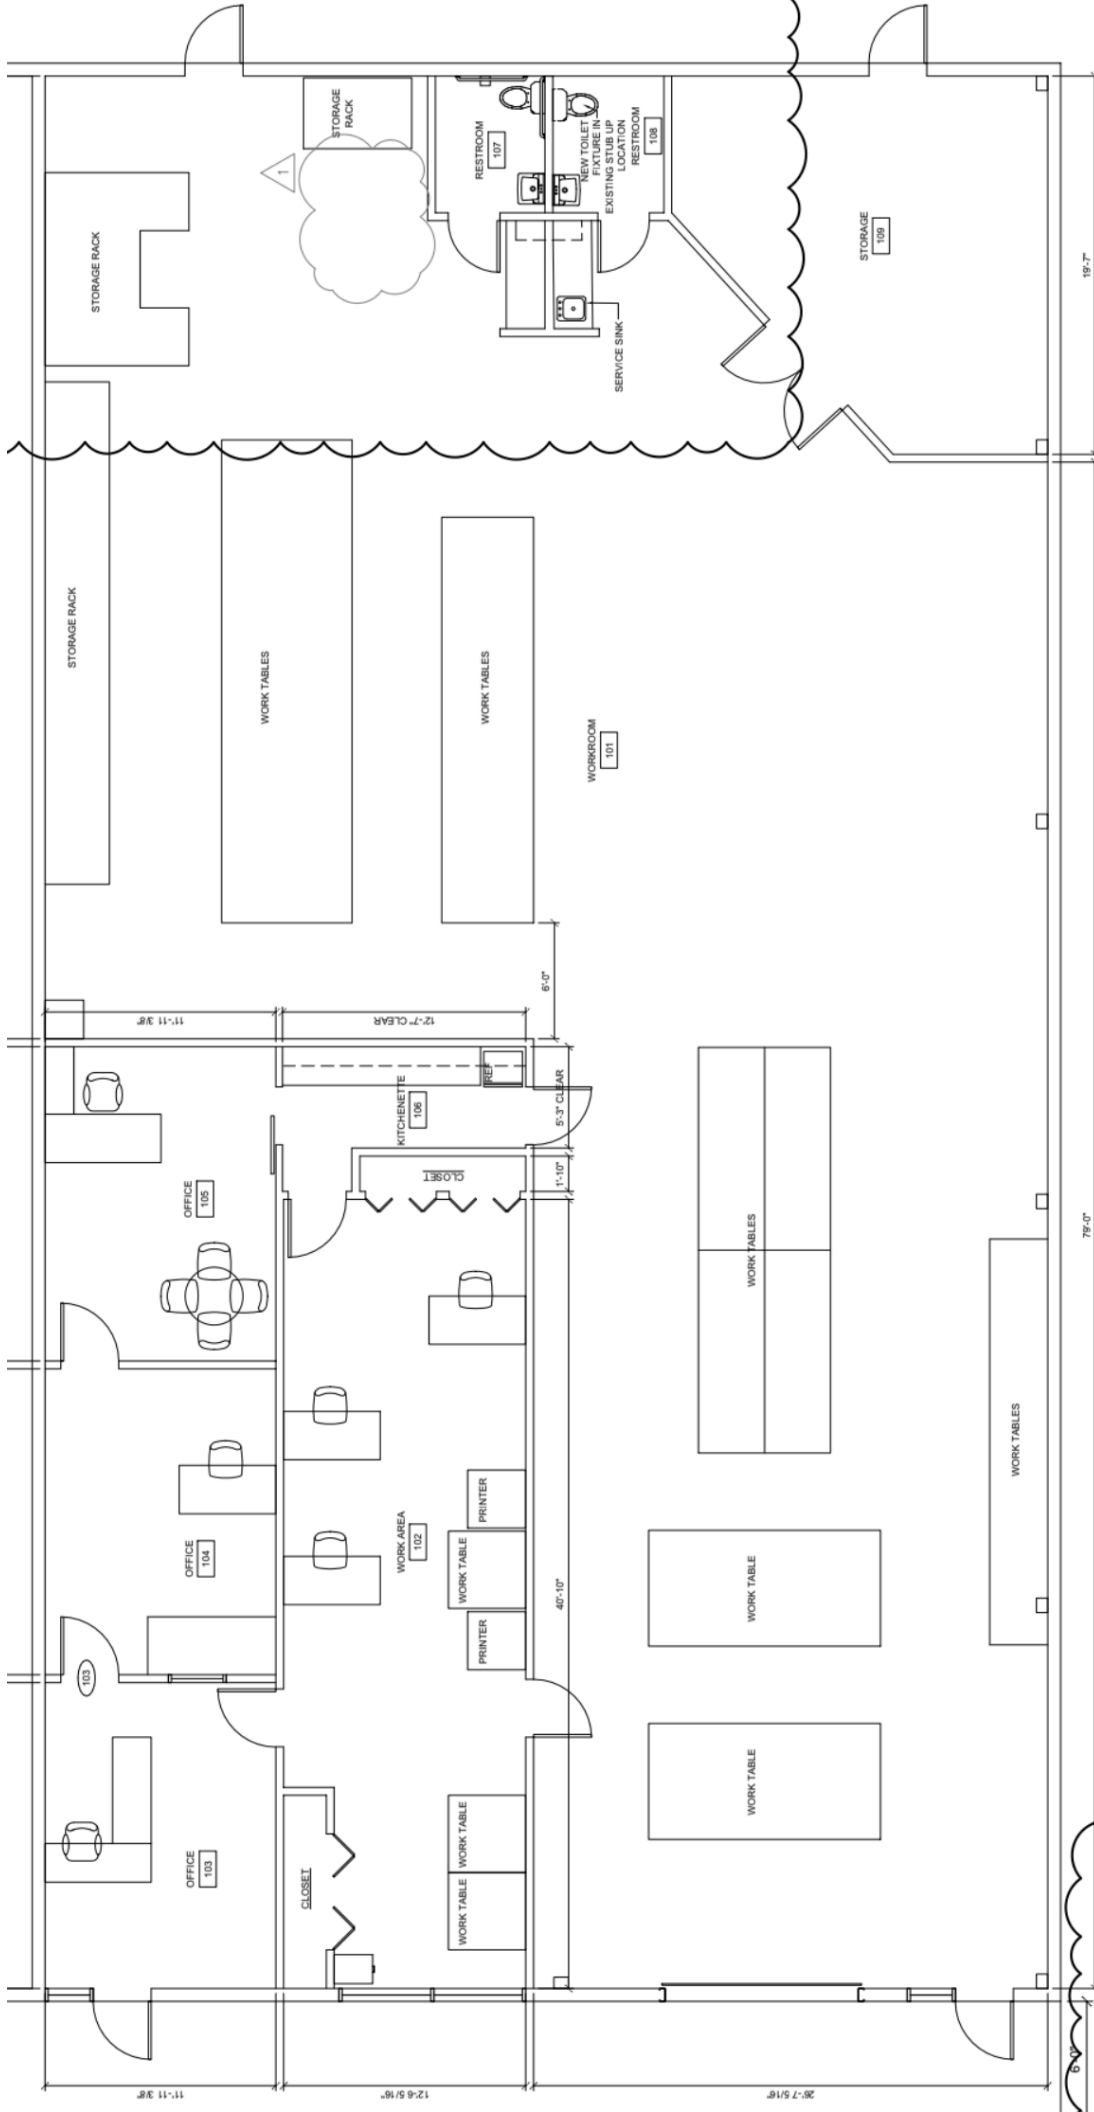 STORAGE
RACK
1
RESTROOM
107
NEW TOILET
FIXTURE IN
EXISTING STUB UP
LOCATION
RESTROOM
108
STORAGE RACK
SERVICE SINK
STORAGE
109
19'-7"
STORAGE RACK
WORK TABLES
WORK TABLES
WORKROOM
101
6'-0"
11'-11 3/8"
12'-7" CLEAR
REF
KITCHENETTE
106
5'-3" CLEAR
CLOSET
1'-10"
OFFICE
105
WORK TABLES
79'-0"
OFFICE
104
WORK AREA
102
PRINTER
WORK TABLE
PRINTER
40'-10"
WORK TABLE
WORK TABLES
103
OFFICE
103
CLOSET
WORK TABLE
WORK TABLE
WORK TABLE
11'-11 3/8"
12'-6 5/16"
26'-7 5/16"
6'-0"